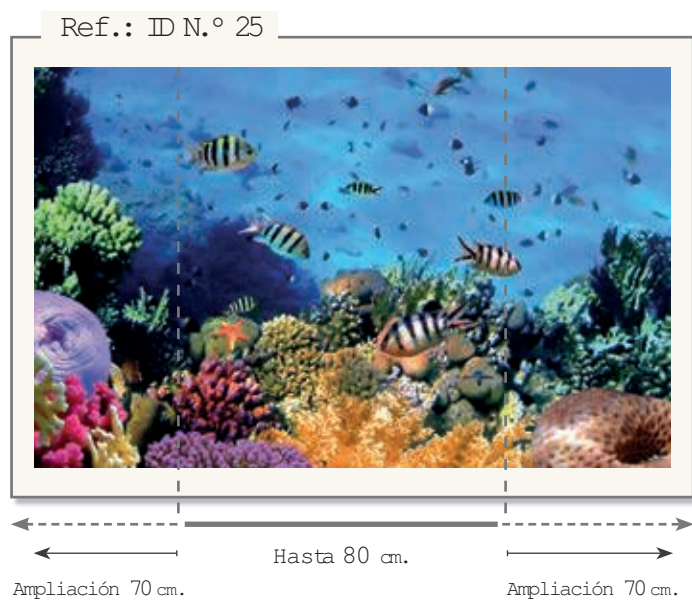 Ref.: ID N.º 25
Hasta 80 cm.
Ampliación 70 cm.
Ampliación 70 cm.